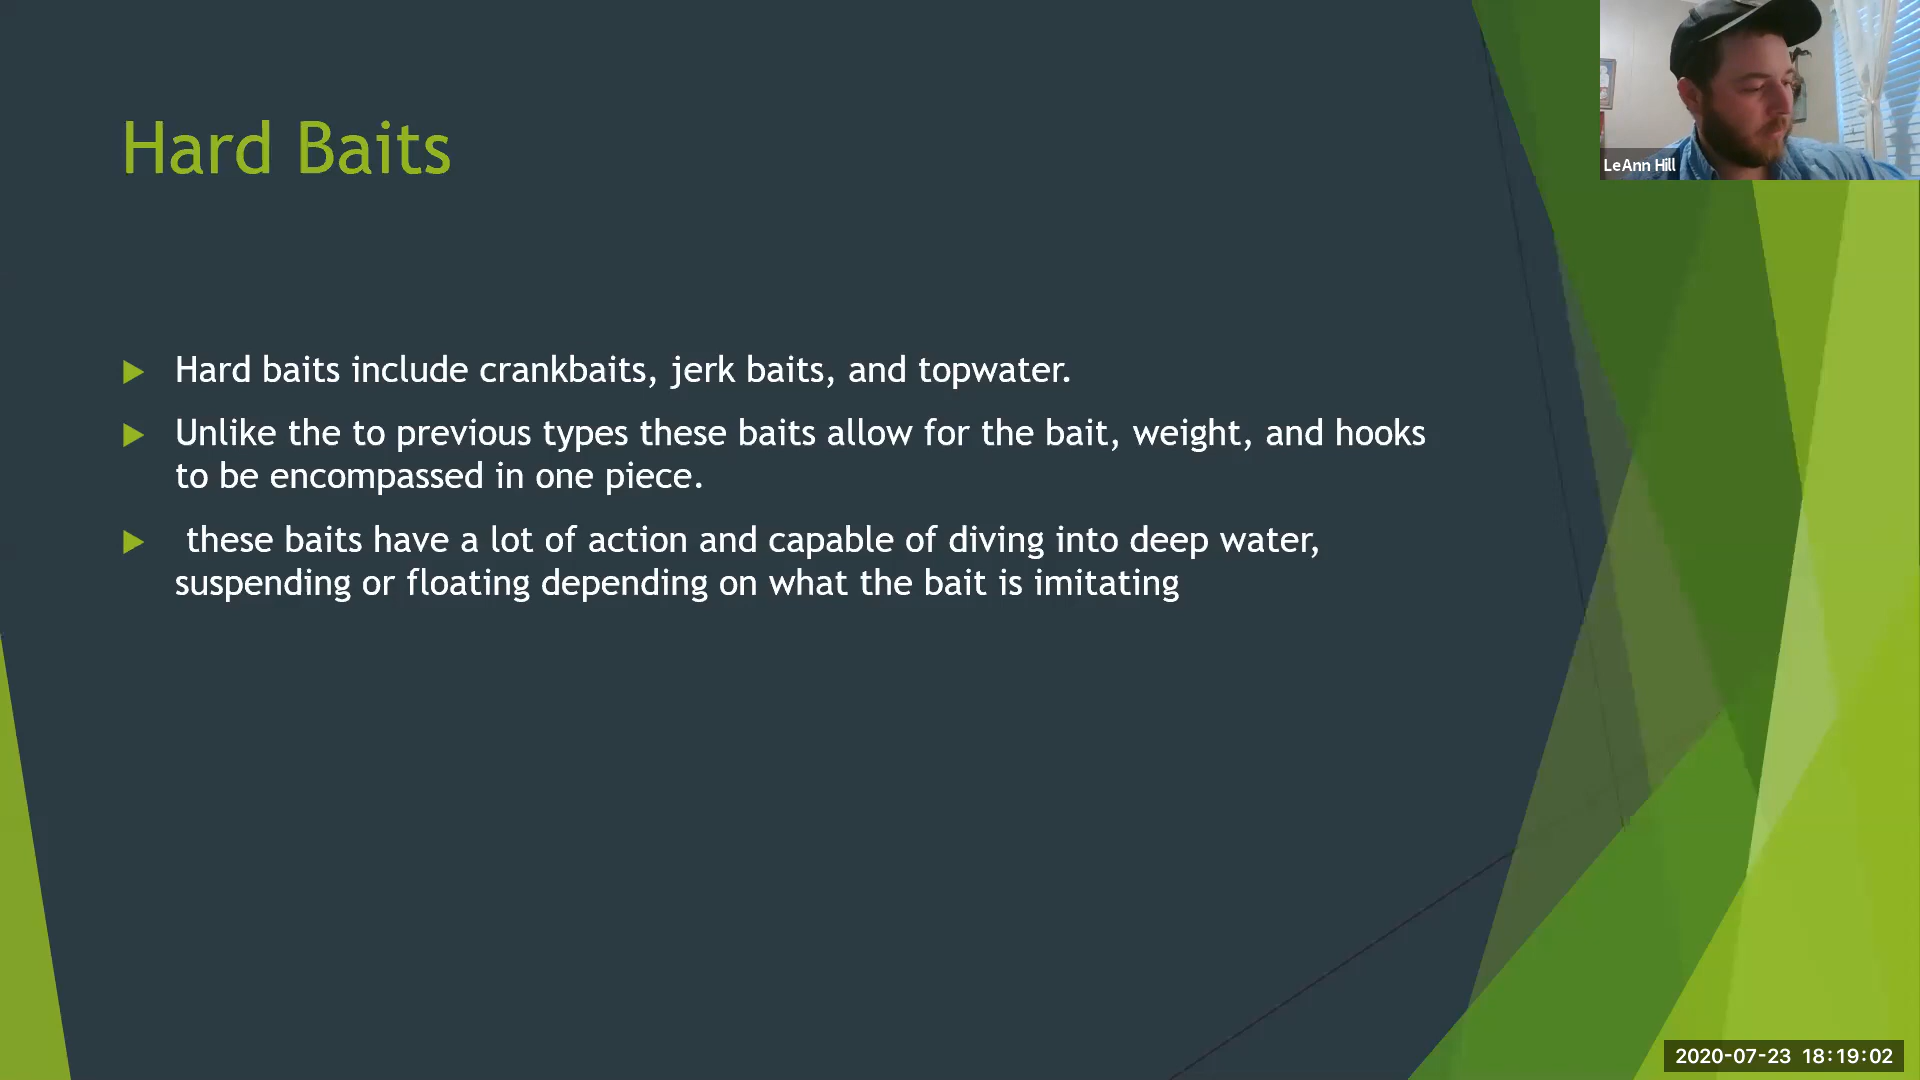 Hard Baits
LeAnn Hill
Hard baits include crankbaits, jerk baits, and topwater.
Unlike the to previous types these baits allow for the bait, weight, and hooks
to be encompassed in one piece.
these baits have a lot of action and capable of diving into deep water,
suspending or floating depending on what the bait is imitating
2020-07-23 18:19:02